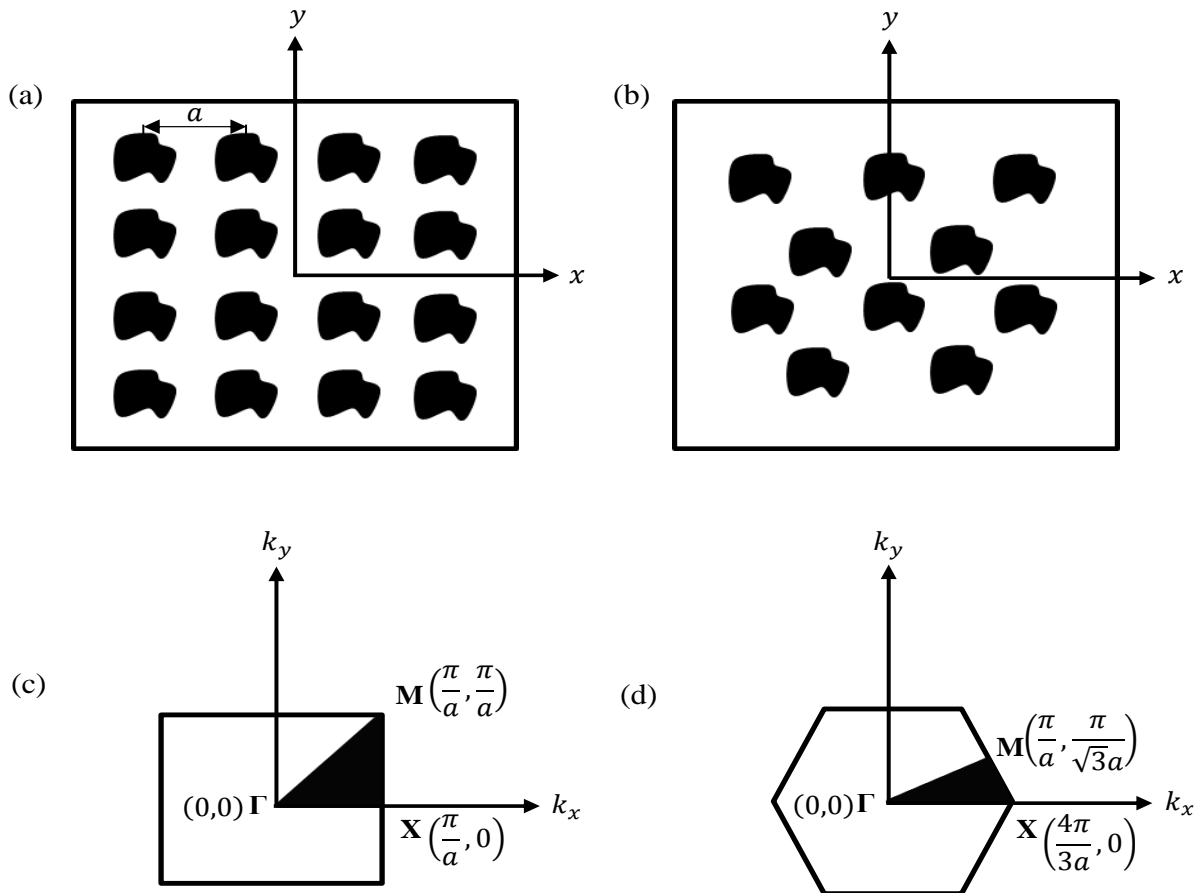 (a)
y
a
x
(b)
y
x
(c)
k_y
M(π/a, π/a)
(0,0) Γ
k_x
X(π/a, 0)
(d)
k_y
M(π/a, π/√3a)
(0,0) Γ
k_x
X(4π/3a, 0)